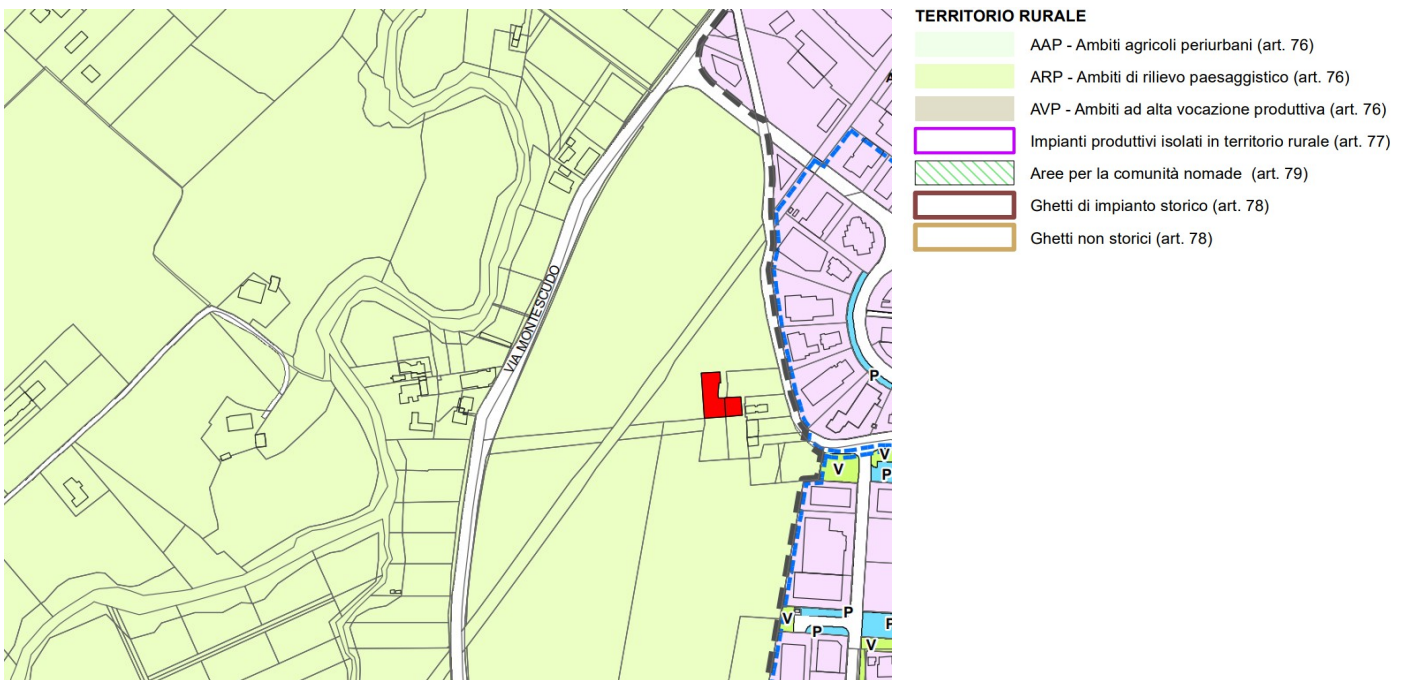 TERRITORIO RURALE
AAP - Ambiti agricoli periurbani (art. 76)
ARP - Ambiti di rilievo paesaggistico (art. 76)
AVP - Ambiti ad alta vocazione produttiva (art. 76)
Impianti produttivi isolati in territorio rurale (art. 77)
Aree per la comunità nomade (art. 79)
Ghetti di impianto storico (art. 78)
Ghetti non storici (art. 78)
VIA MONTESCUDO
P
V
V
P
P
V
P
P
V